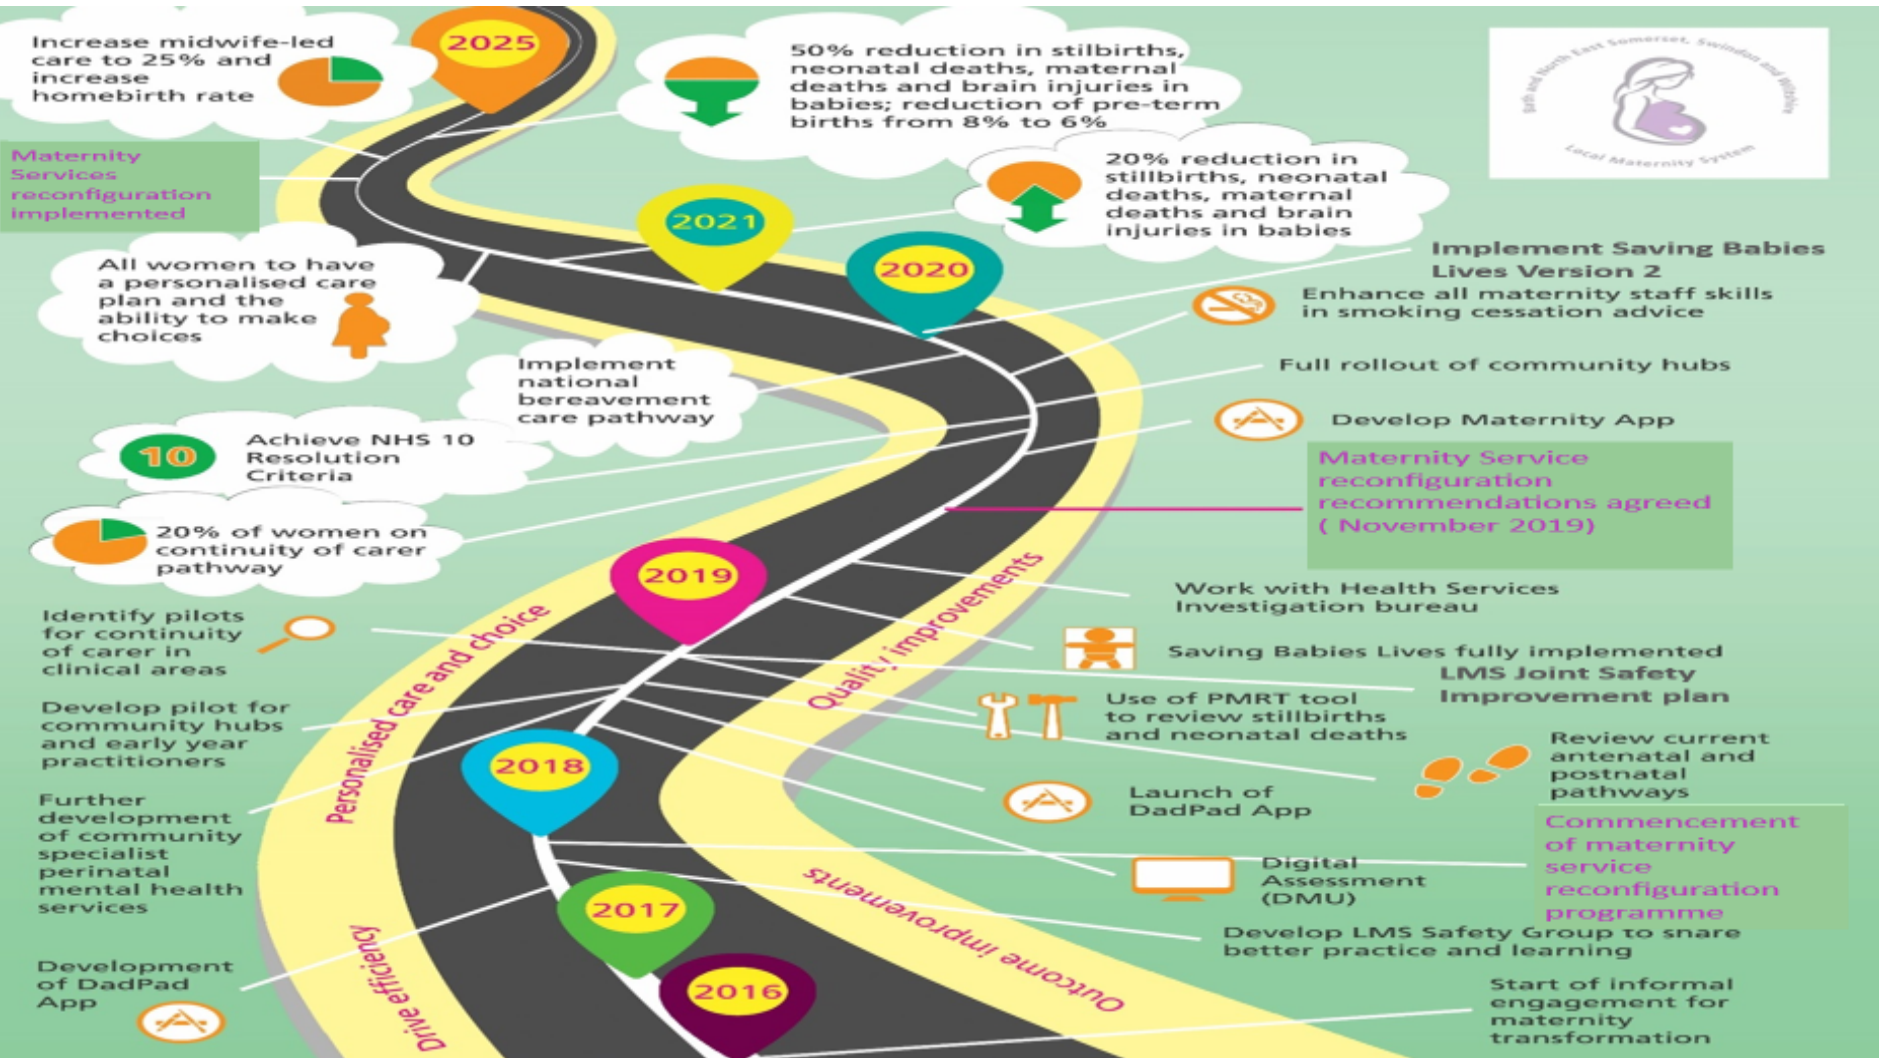 Increase midwife-led
care to 25% and
increase
homebirth rate
2025
50% reduction in stilbirths,
neonatal deaths, maternal
deaths and brain injuries in
babies; reduction of pre-term
births from 8% to 6%
Bath and North East Somerset, Swindon and Wiltshire
Local Maternity System
Maternity
Services
reconfiguration
implemented
20% reduction in
stillbirths, neonatal
deaths, maternal
deaths and brain
injuries in babies
2021
2020
Implement Saving Babies
Lives Version 2
Enhance all maternity staff skills
in smoking cessation advice
All women to have
a personalised care
plan and the
ability to make
choices
Implement
national
bereavement
care pathway
Full rollout of community hubs
Develop Maternity App
10
Achieve NHS 10
Resolution
Criteria
Maternity Service
reconfiguration
recommendations agreed
( November 2019)
20% of women on
continuity of carer
pathway
2019
Work with Health Services
Investigation bureau
Identify pilots
for continuity
of carer in
clinical areas
Personalised care and choice
Quality improvements
Saving Babies Lives fully implemented
LMS Joint Safety
Improvement plan
Use of PMRT tool
to review stillbirths
and neonatal deaths
Develop pilot for
community hubs
and early year
practitioners
2018
Review current
antenatal and
postnatal
pathways
Launch of
DadPad App
Further
development
of community
specialist
perinatal
mental health
services
Commencement
of maternity
service
reconfiguration
programme
Digital
Assessment
(DMU)
2017
Outcome improvements
Develop LMS Safety Group to share
better practice and learning
Drive efficiency
Development
of DadPad
App
2016
Start of informal
engagement for
maternity
transformation